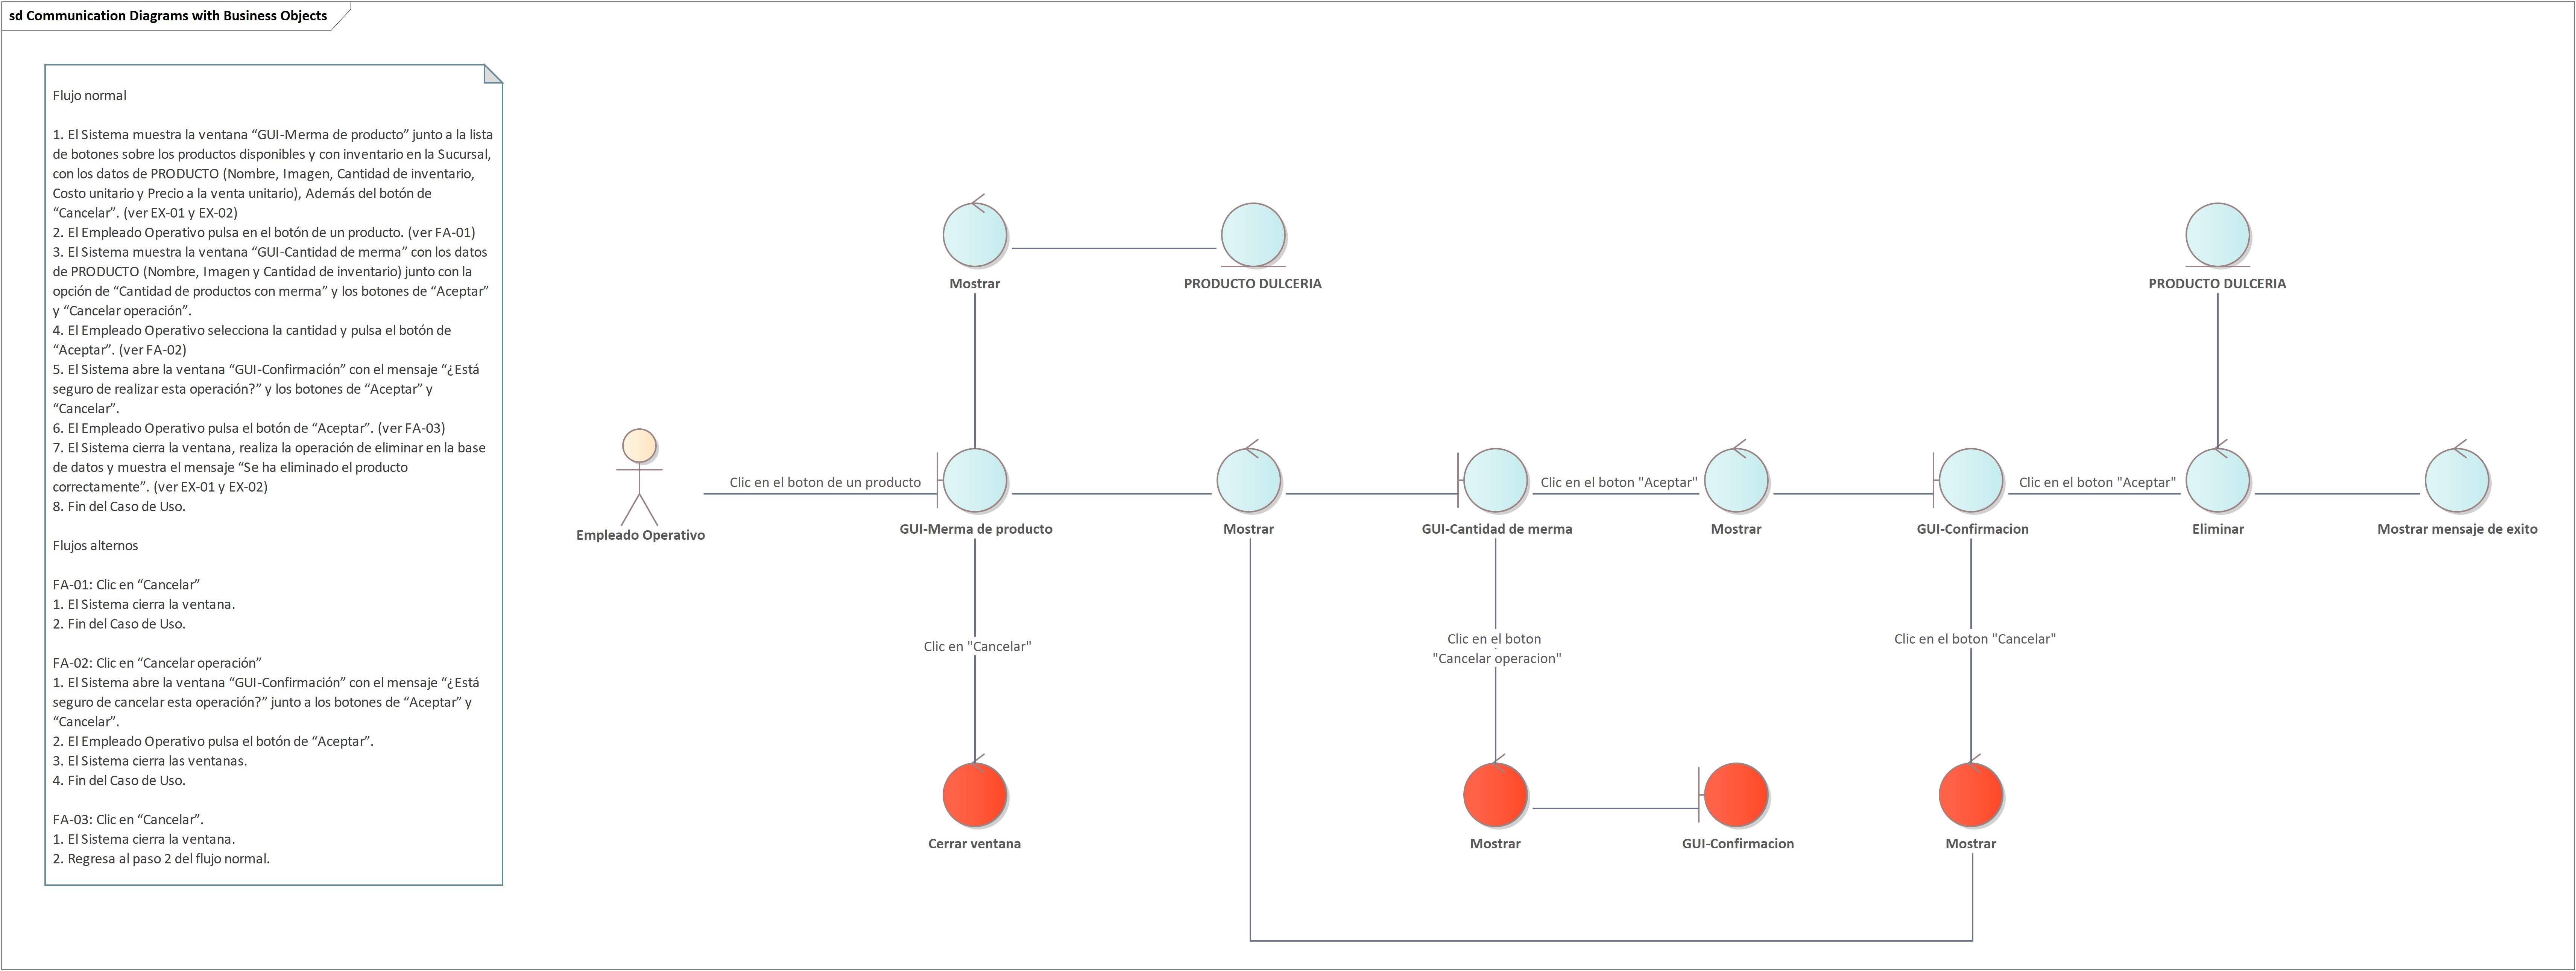 sd Communication Diagrams with Business Objects
Flujo normal
1. El Sistema muestra la ventana “GUI-Merma de producto” junto a la lista
de botones sobre los productos disponibles y con inventario en la Sucursal,
con los datos de PRODUCTO (Nombre, Imagen, Cantidad de inventario,
Costo unitario y Precio a la venta unitario), Además del botón de
“Cancelar”. (ver EX-01 y EX-02)
2. El Empleado Operativo pulsa en el botón de un producto. (ver FA-01)
3. El Sistema muestra la ventana “GUI-Cantidad de merma” con los datos
de PRODUCTO (Nombre, Imagen y Cantidad de inventario) junto con la
opción de “Cantidad de productos con merma” y los botones de “Aceptar”
y “Cancelar operación”.
4. El Empleado Operativo selecciona la cantidad y pulsa el botón de
“Aceptar”. (ver FA-02)
5. El Sistema abre la ventana “GUI-Confirmación” con el mensaje “¿Está
seguro de realizar esta operación?” y los botones de “Aceptar” y
“Cancelar”.
6. El Empleado Operativo pulsa el botón de “Aceptar”. (ver FA-03)
7. El Sistema cierra la ventana, realiza la operación de eliminar en la base
de datos y muestra el mensaje “Se ha eliminado el producto
correctamente”. (ver EX-01 y EX-02)
8. Fin del Caso de Uso.
Flujos alternos
FA-01: Clic en “Cancelar”
1. El Sistema cierra la ventana.
2. Fin del Caso de Uso.
FA-02: Clic en “Cancelar operación”
1. El Sistema abre la ventana “GUI-Confirmación” con el mensaje “¿Está
seguro de cancelar esta operación?” junto a los botones de “Aceptar” y
“Cancelar”.
2. El Empleado Operativo pulsa el botón de “Aceptar”.
3. El Sistema cierra las ventanas.
4. Fin del Caso de Uso.
FA-03: Clic en “Cancelar”.
1. El Sistema cierra la ventana.
2. Regresa al paso 2 del flujo normal.
Mostrar
PRODUCTO DULCERIA
PRODUCTO DULCERIA
Empleado Operativo
Clic en el boton de un producto
GUI-Merma de producto
Mostrar
GUI-Cantidad de merma
Clic en el boton "Aceptar"
Mostrar
GUI-Confirmacion
Clic en el boton "Aceptar"
Eliminar
Mostrar mensaje de exito
Clic en "Cancelar"
Clic en el boton
"Cancelar operacion"
Clic en el boton "Cancelar"
Cerrar ventana
Mostrar
GUI-Confirmacion
Mostrar